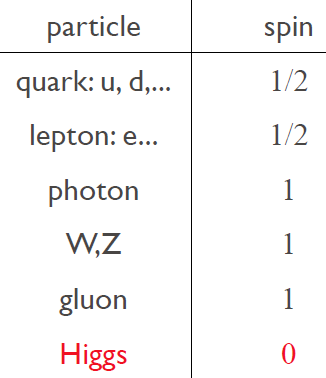 particle spin
quark: u, d,... 1/2
lepton: e... 1/2
photon 1
W,Z 1
gluon 1
Higgs 0